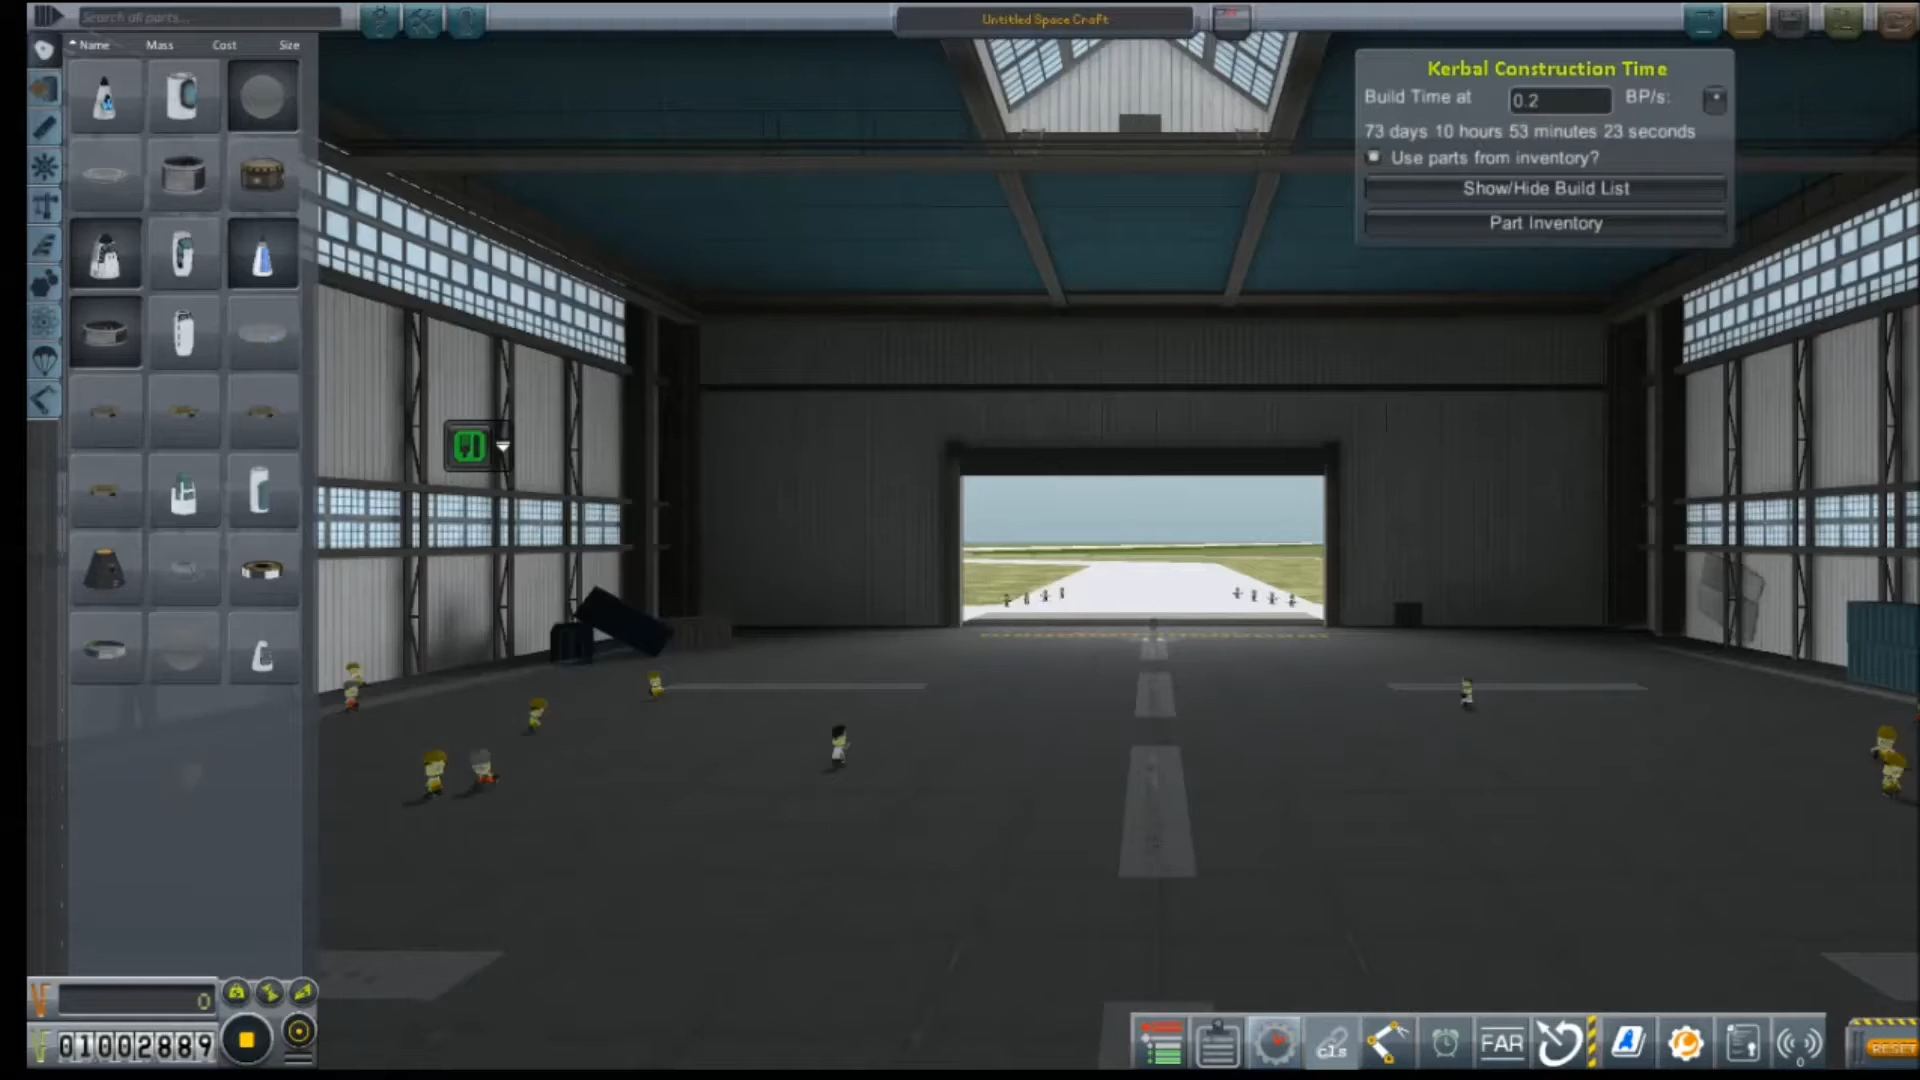 Search all parts...
Untitled Space Craft
Name Mass Cost Size
Kerbal Construction Time
Build Time at 0.2 BP/s:
73 days 10 hours 53 minutes 23 seconds
Use parts from inventory?
Show/Hide Build List
Part Inventory
0
01002889
cls
FAR
0
RESET